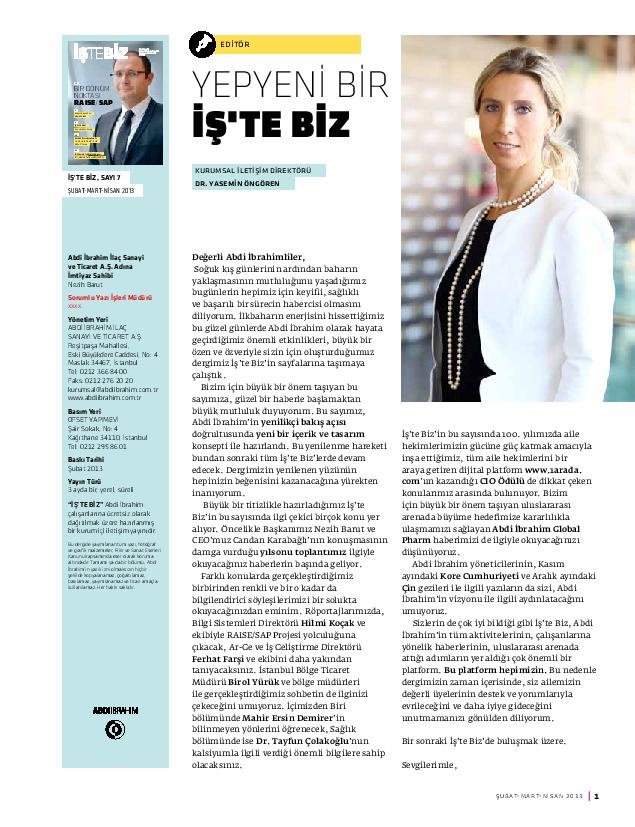 İŞTEBİZ
BİR DÖNÜM
NOKTASI
RAISE/SAP
İŞ'TE BİZ, SAYI 7
ŞUBAT-MART-NİSAN 2013
Abdi İbrahim İlaç Sanayi
ve Ticaret A.Ş. Adına
İmtiyaz Sahibi
Nezih Barut
Sorumlu Yazı İşleri Müdürü
xxxx
Yönetim Yeri
ABDİ İBRAHİM İLAÇ
SANAYİ VE TİCARET A.Ş.
Reşitpaşa Mahallesi,
Eski Büyükdere Caddesi, No: 4
Maslak 34467, İstanbul
Tel: 0212 366 84 00
Faks: 0212 276 20 20
kurumsal@abdiibrahim.com.tr
www.abdiibrahim.com.tr
Basım Yeri
OFSET YAPIMEVİ
Şair Sokak, No: 4
Kağıthane 34110, İstanbul
Tel: 0212 295 86 01
Baskı Tarihi
Şubat 2013
Yayın Türü
3 ayda bir, yerel, süreli
"İŞ'TE BİZ" Abdi İbrahim
çalışanlarına ücretsiz olarak
dağıtılmak üzere hazırlanmış
bir kurum içi iletişim yayınıdır.
ABDİİBRAHİM
EDİTÖR
YEPYENİ BİR
İŞ'TE BİZ
KURUMSAL İLETİŞİM DİREKTÖRÜ
DR. YASEMİN ÖNGÖREN
Değerli Abdi İbrahimliler,
Soğuk kış günlerinin ardından baharın
yaklaşmasının mutluluğunu yaşadığımız
bugünlerin hepimiz için keyifli, sağlıklı
ve başarılı bir sürecin habercisi olmasını
diliyorum. İlkbaharın enerjisini hissettiğimiz
bu güzel günlerde Abdi İbrahim olarak hayata
geçirdiğimiz önemli etkinlikleri, büyük bir
özen ve özveriyle sizin için oluşturduğumuz
dergimiz İş'te Biz'in sayfalarına taşımaya
çalıştık.
Bizim için büyük bir önem taşıyan bu
sayımıza, güzel bir haberle başlamaktan
büyük mutluluk duyuyorum. Bu sayımız,
Abdi İbrahim'in yenilikçi bakış açısı
doğrultusunda yeni bir içerik ve tasarım
konsepti ile hazırlandı. Bu yenilenme hareketi
bundan sonraki tüm İş'te Biz'lerde devam
edecek. Dergimizin yenilenen yüzünün
hepinizin beğenisini kazanacağına yürekten
inanıyorum.
Büyük bir titizlikle hazırladığımız İş'te
Biz'in bu sayısında ilgi çekici birçok konu yer
alıyor. Öncelikle Başkanımız Nezih Barut ve
CEO'muz Candan Karabağlı'nın konuşmasının
damga vurduğu yılsonu toplantımız ilgiyle
okuyacağınız haberlerin başında geliyor.
Farklı konularda gerçekleştirdiğimiz
birbirinden renkli ve bir o kadar da
bilgilendirici söyleşilerimizi bir solukta
okuyacağınızdan eminim. Röportajlarımızda,
Bilgi Sistemleri Direktörü Hilmi Koçak ve
ekibiyle RAISE/SAP Projesi yolculuğuna
çıkacak, Ar-Ge ve İş Geliştirme Direktörü
Ferhat Farşi ve ekibini daha yakından
tanıyacaksınız. İstanbul Bölge Ticaret
Müdürü Birol Yürük ve bölge müdürleri
ile gerçekleştirdiğimiz sohbetin de ilginizi
çekeceğini umuyoruz. İçimizden Biri
bölümünde Mahir Ersin Demirer'in
bilinmeyen yönlerini öğrenecek, Sağlık
bölümünde ise Dr. Tayfun Çolakoğlu'nun
kalsiyumla ilgili verdiği önemli bilgilere sahip
olacaksınız.
İş'te Biz'in bu sayısında 100. yılımızda aile
hekimlerimizin gücüne güç katmak amacıyla
inşa ettiğimiz, tüm aile hekimlerini bir
araya getiren dijital platform www.1arada.
com'un kazandığı CIO Ödülü de dikkat çeken
konularımız arasında bulunuyor. Bizim
için büyük bir önem taşıyan uluslararası
arenada büyüme hedefimize kararlılıkla
ulaşmamızı sağlayan Abdi İbrahim Global
Pharm haberimizi de ilgiyle okuyacağınızı
düşünüyoruz.
Abdi İbrahim yöneticilerinin, Kasım
ayındaki Kore Cumhuriyeti ve Aralık ayındaki
Çin gezileri ile ilgili yazıların da sizi, Abdi
İbrahim'in vizyonu ile ilgili aydınlatacağını
umuyoruz.
Sizlerin de çok iyi bildiği gibi İş'te Biz, Abdi
İbrahim'in tüm aktivitelerinin, çalışanlarına
yönelik haberlerinin, uluslararası arenada
attığı adımların yer aldığı çok önemli bir
platform. Bu platform hepimizin. Bu nedenle
dergimizin zaman içerisinde, siz ailemizin
değerli üyelerinin destek ve yorumlarıyla
evrileceğini ve daha iyiye gideceğini
unutmamanızı gönülden diliyorum.
Bir sonraki İş'te Biz'de buluşmak üzere.
Sevgilerimle,
ŞUBAT-MART-NİSAN 2013 | 1